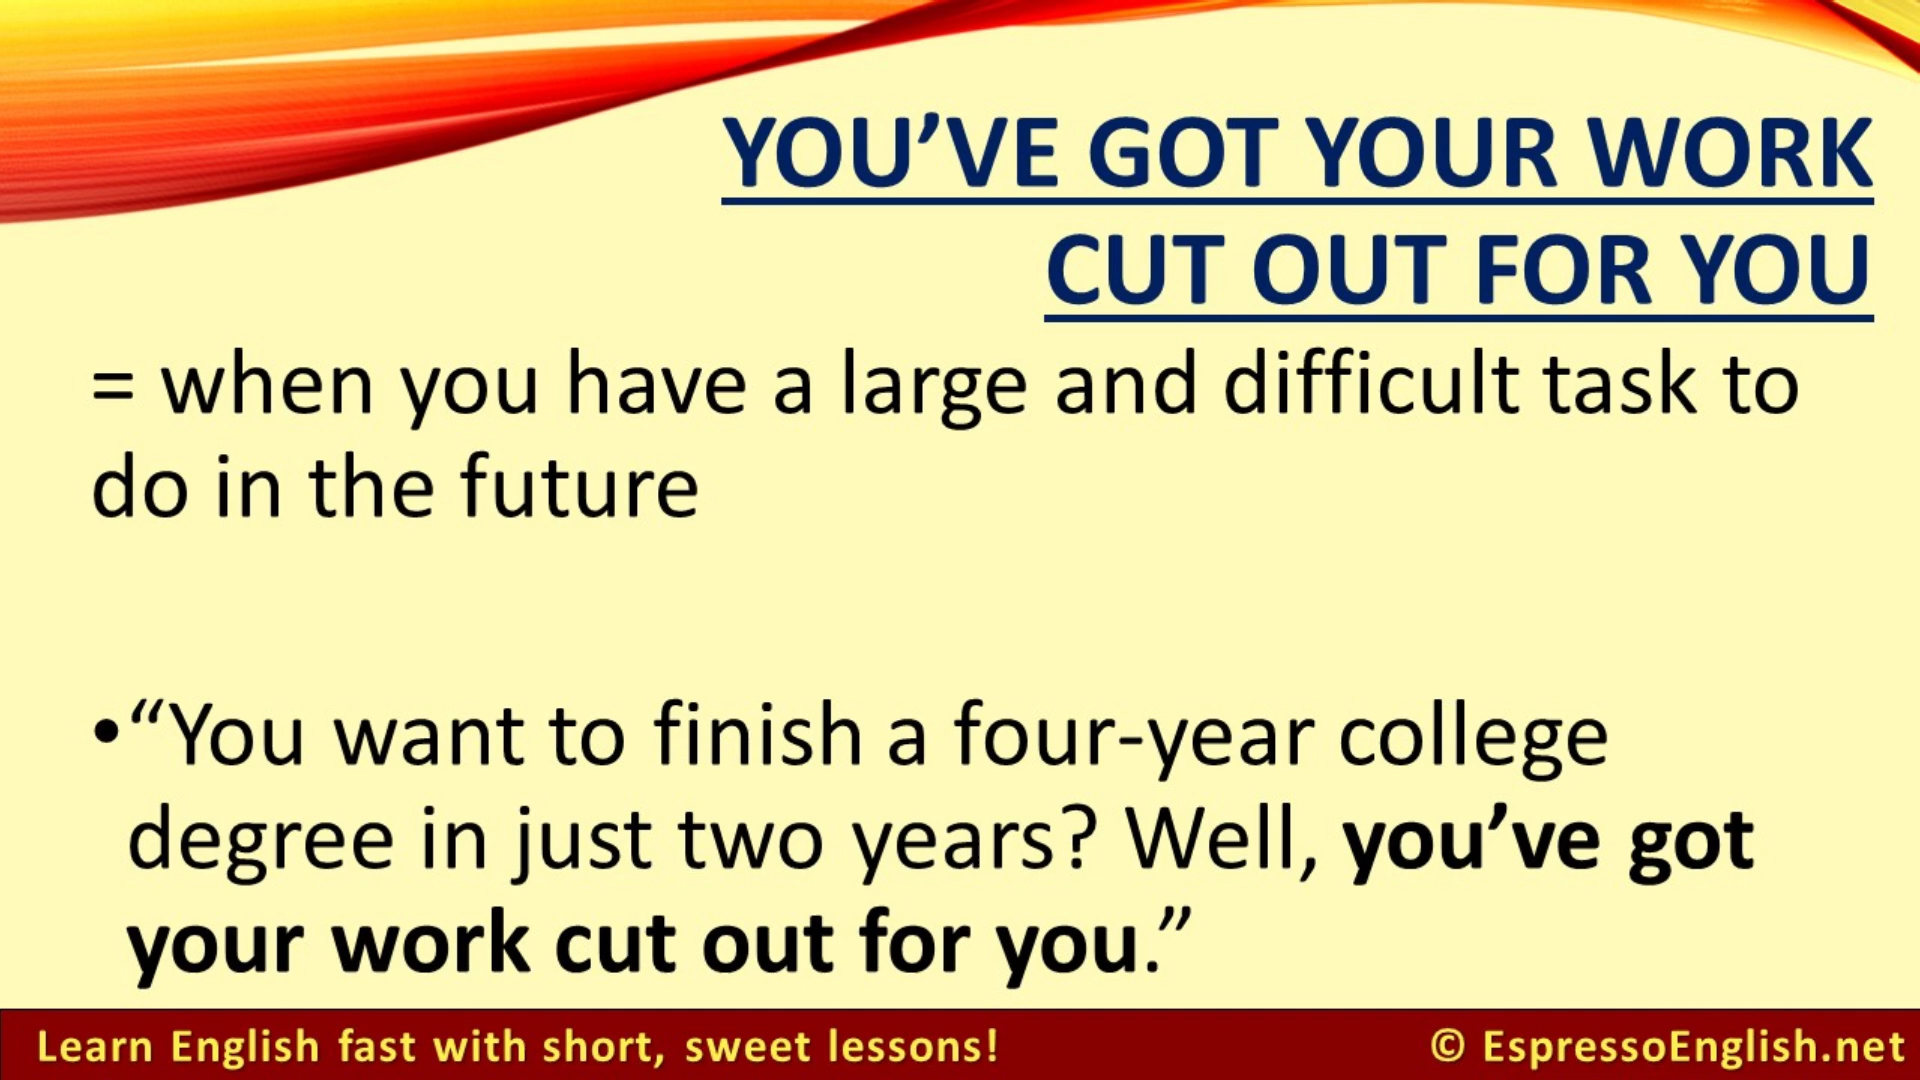 YOU’VE GOT YOUR WORK
CUT OUT FOR YOU
= when you have a large and difficult task to
do in the future
•“You want to finish a four-year college
degree in just two years? Well, you’ve got
your work cut out for you.”
Learn English fast with short, sweet lessons!
© EspressoEnglish.net